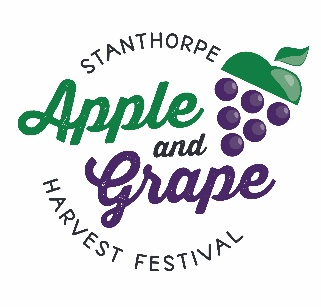 STANTHORPE
Apple
and
Grape
HARVEST FESTIVAL